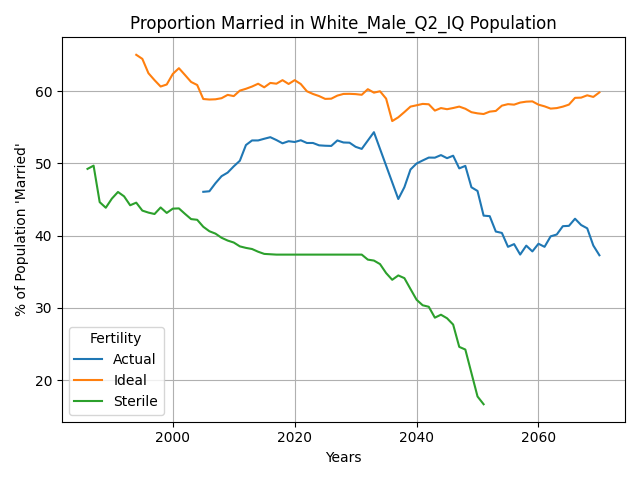 Proportion Married in White_Male_Q2_IQ Population
% of Population 'Married'
60
50
40
30
20
Fertility
Actual
Ideal
Sterile
2000 2020 2040 2060
Years